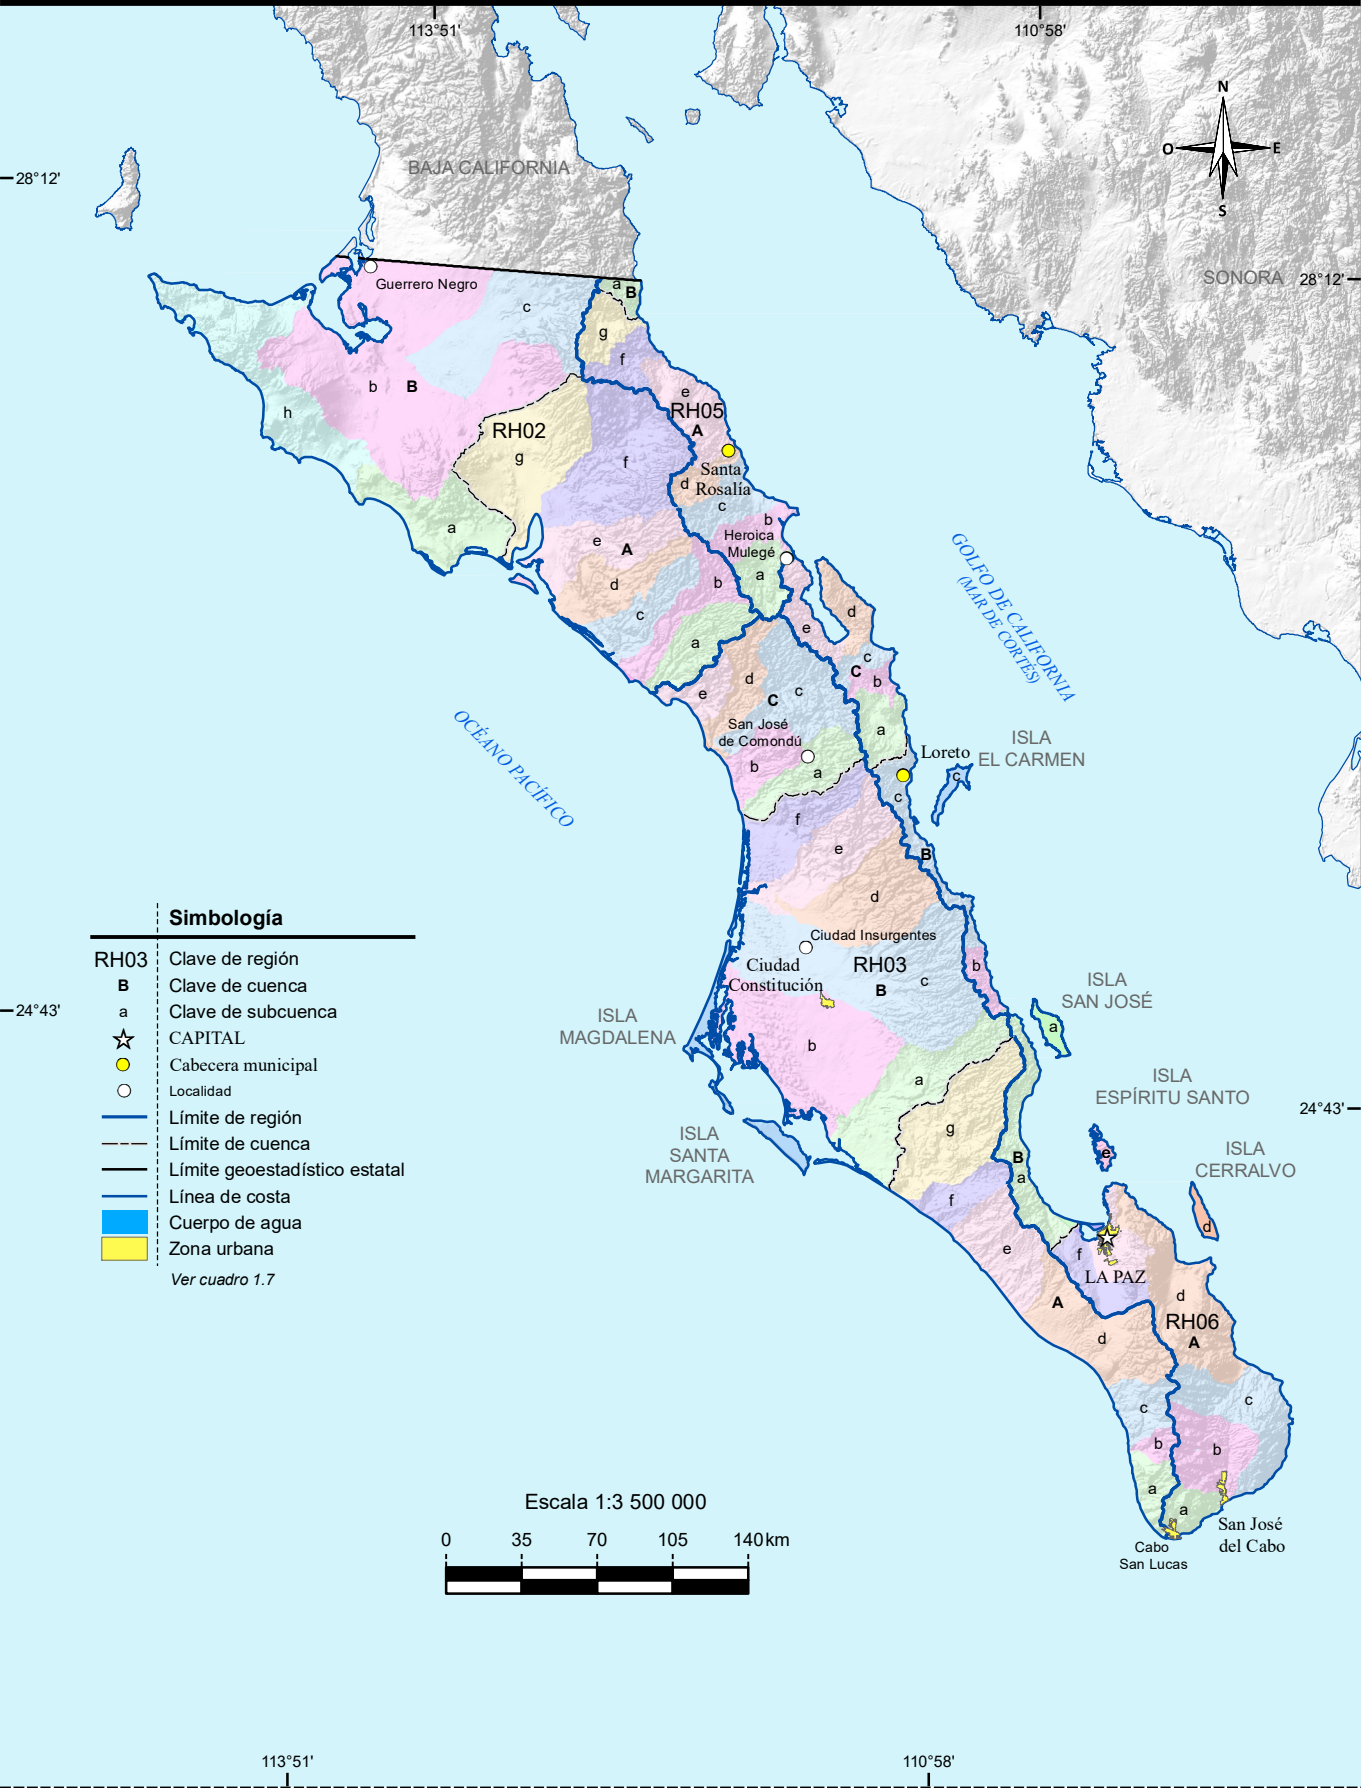 113°51'
110°58'
N
O
E
S
BAJA CALIFORNIA
28°12'
SONORA
28°12'
Guerrero Negro
a
B
c
g
f
b
B
e
h
RH05
A
RH02
g
f
Santa
Rosalía
d
c
a
b
Heroica
Mulegé
e
A
a
b
d
d
c
e
a
c
C
b
d
e
c
C
a
San José
de Comondú
b
a
GOLFO DE CALIFORNIA
(MAR DE CORTÉS)
OCÉANO PACÍFICO
Loreto
ISLA
EL CARMEN
c
c
f
e
B
d
Ciudad Insurgentes
Ciudad
Constitución
RH03
B
c
b
ISLA
SAN JOSÉ
a
ISLA
MAGDALENA
b
a
ISLA
ESPÍRITU SANTO
24°43'
24°43'
g
ISLA
SANTA
MARGARITA
e
ISLA
CERRALVO
B
a
f
d
e
f
LA PAZ
d
A
RH06
A
d
c
c
b
b
a
a
San José
del Cabo
Cabo
San Lucas
Simbología
RH03 Clave de región
B Clave de cuenca
a Clave de subcuenca
CAPITAL
Cabecera municipal
Localidad
Límite de región
Límite de cuenca
Límite geoestadístico estatal
Línea de costa
Cuerpo de agua
Zona urbana
Ver cuadro 1.7
Escala 1:3 500 000
0 35 70 105 140 km
113°51'
110°58'